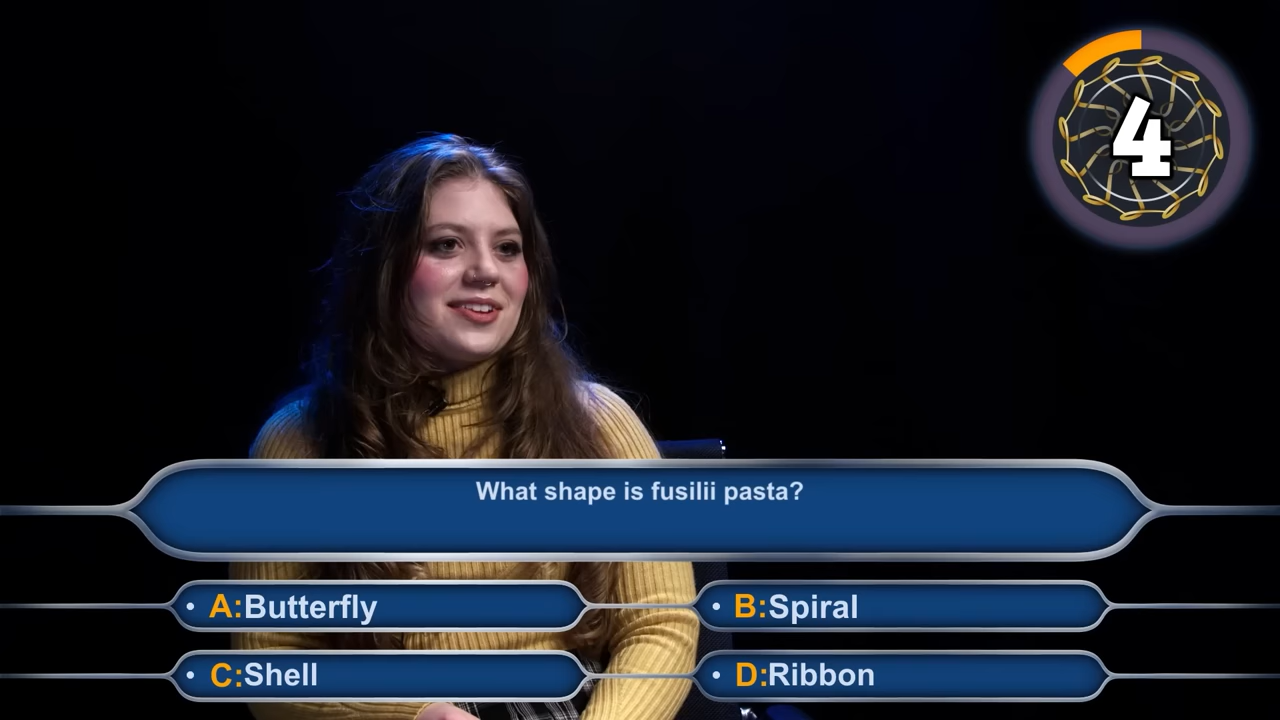 4
What shape is fusilii pasta?
A:Butterfly
B:Spiral
C:Shell
D:Ribbon